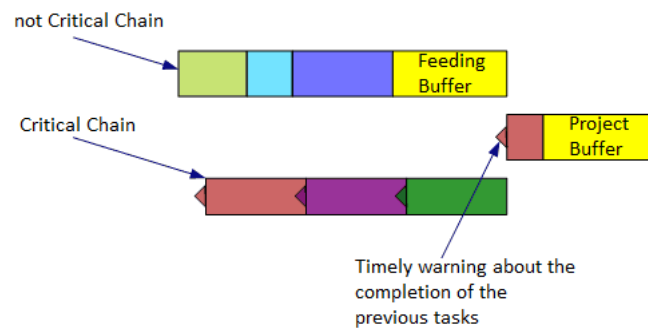 not Critical Chain
Feeding
Buffer
Critical Chain
Project
Buffer
Timely warning about the
completion of the
previous tasks